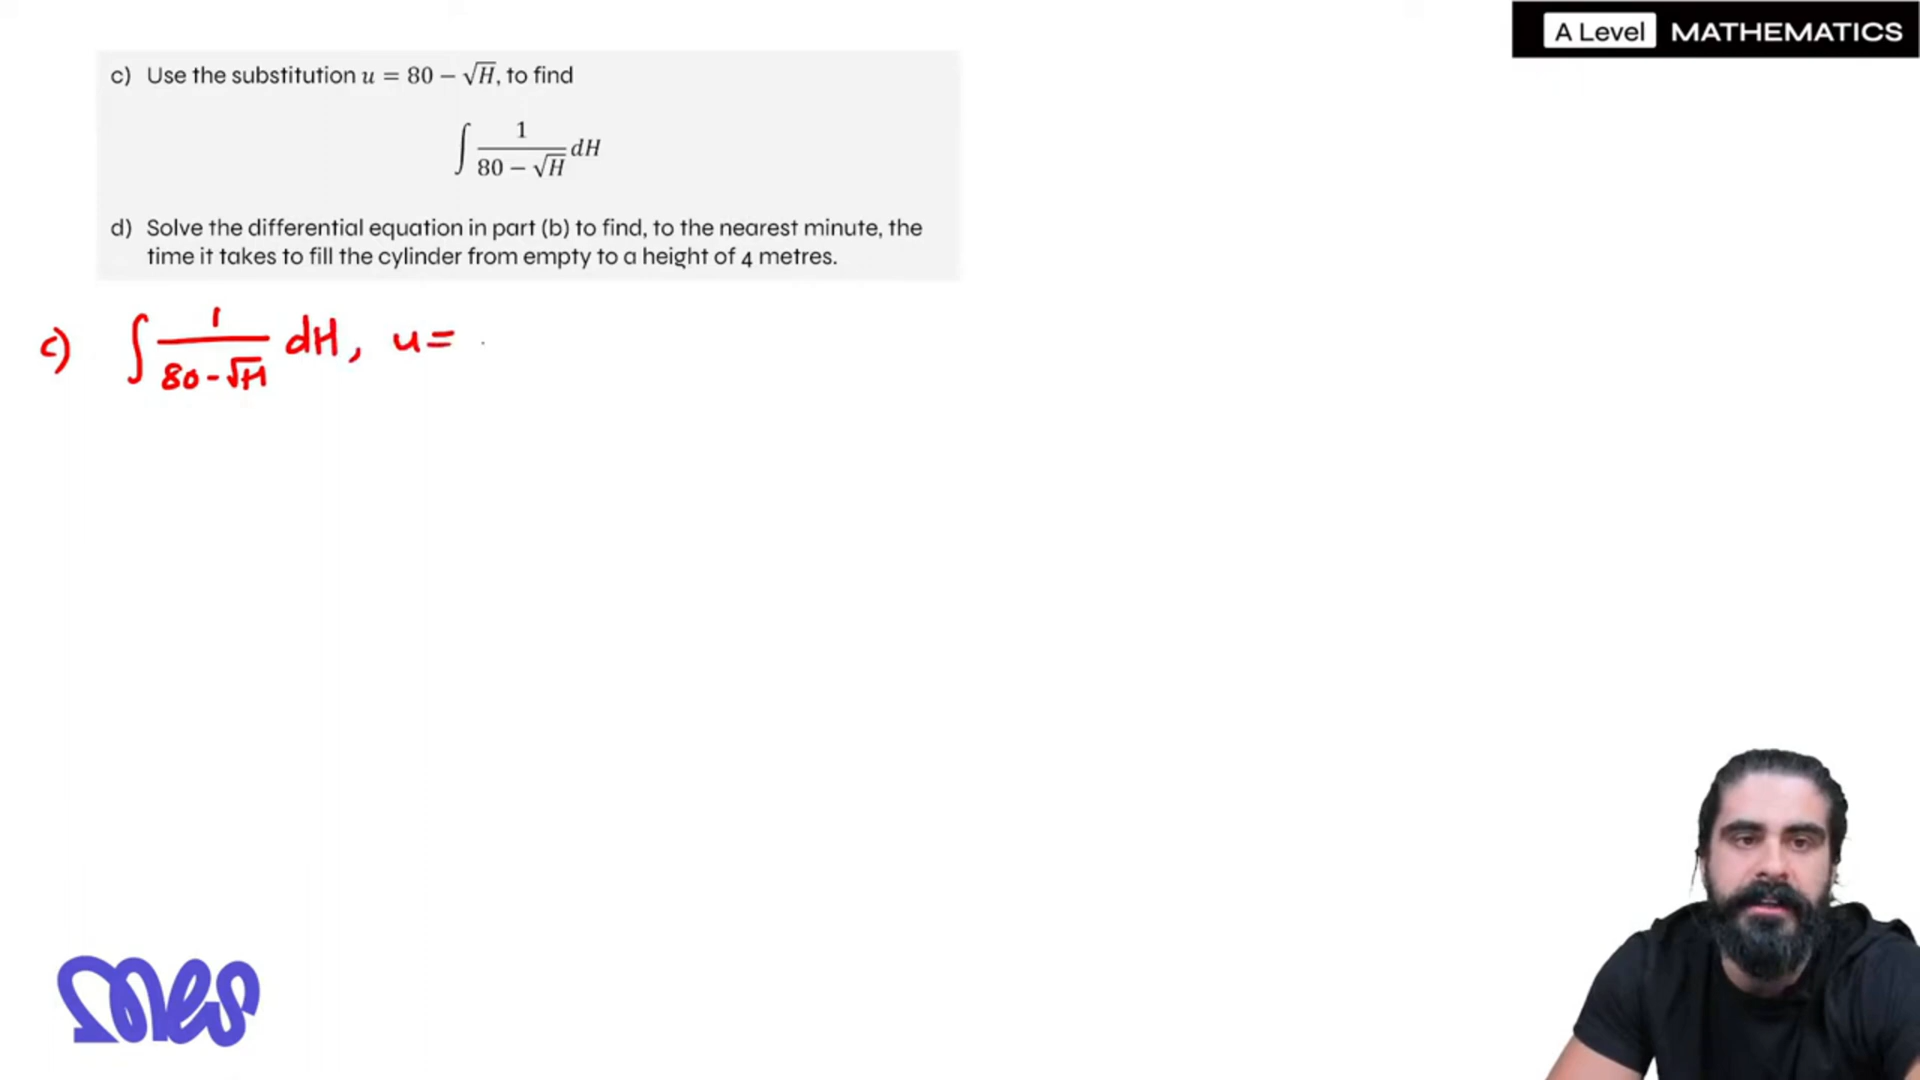 A Level MATHEMATICS
c) Use the substitution u = 80 − √H, to find
∫ 1/(80 − √H) dH
d) Solve the differential equation in part (b) to find, to the nearest minute, the
time it takes to fill the cylinder from empty to a height of 4 metres.
c) ∫ 1/(80-√H) dH, u=
mes